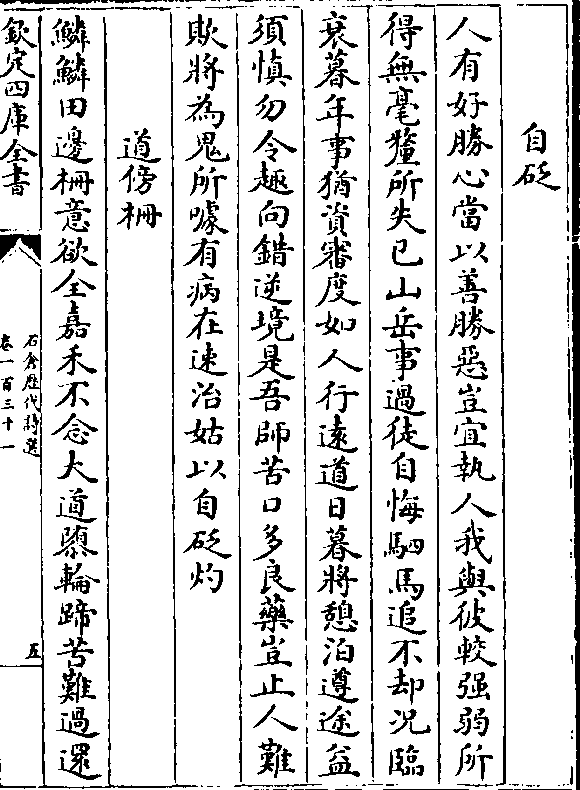 自砭
人有好勝心當以善勝惡豈宜執人我與彼較强弱所
得無毫釐所失已山岳事過徒自悔駟馬追不却况臨
衰暮年事猶資審度如人行遠道日暮將憩泊遵途益
須慎勿令趣向錯逆境是吾師苦口多良藥豈止人難
欺將為鬼所噱有病在速治姑以自砭灼
道傍柵
鱗鱗田邊柵意欲全嘉禾不念大道隳輪蹄苦難過還
欽定四庫全書
石倉歷代詩選
卷一百三十一
五